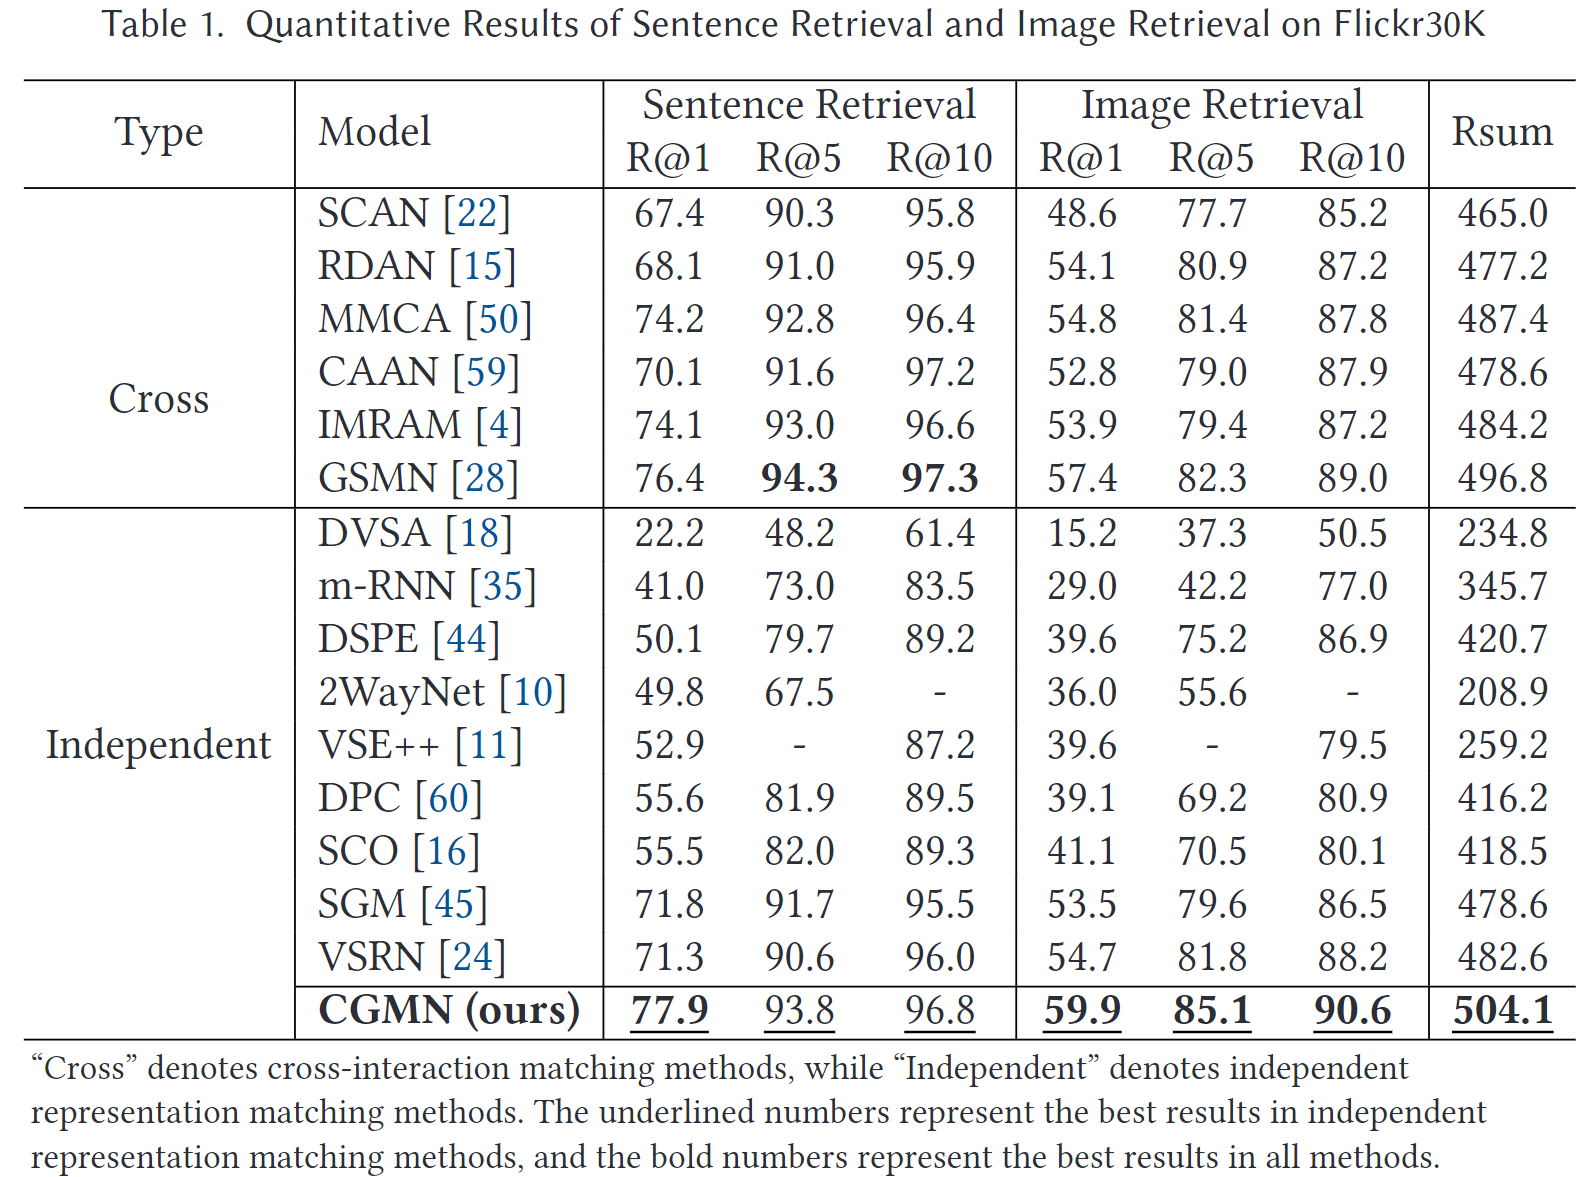 Table 1. Quantitative Results of Sentence Retrieval and Image Retrieval on Flickr30K
Type Model Sentence Retrieval Image Retrieval Rsum
R@1 R@5 R@10 R@1 R@5 R@10
Cross
SCAN [22] 67.4 90.3 95.8 48.6 77.7 85.2 465.0
RDAN [15] 68.1 91.0 95.9 54.1 80.9 87.2 477.2
MMCA [50] 74.2 92.8 96.4 54.8 81.4 87.8 487.4
CAAN [59] 70.1 91.6 97.2 52.8 79.0 87.9 478.6
IMRAM [4] 74.1 93.0 96.6 53.9 79.4 87.2 484.2
GSMN [28] 76.4 94.3 97.3 57.4 82.3 89.0 496.8
Independent
DVSA [18] 22.2 48.2 61.4 15.2 37.3 50.5 234.8
m-RNN [35] 41.0 73.0 83.5 29.0 42.2 77.0 345.7
DSPE [44] 50.1 79.7 89.2 39.6 75.2 86.9 420.7
2WayNet [10] 49.8 67.5 - 36.0 55.6 - 208.9
VSE++ [11] 52.9 - 87.2 39.6 - 79.5 259.2
DPC [60] 55.6 81.9 89.5 39.1 69.2 80.9 416.2
SCO [16] 55.5 82.0 89.3 41.1 70.5 80.1 418.5
SGM [45] 71.8 91.7 95.5 53.5 79.6 86.5 478.6
VSRN [24] 71.3 90.6 96.0 54.7 81.8 88.2 482.6
CGMN (ours) 77.9 93.8 96.8 59.9 85.1 90.6 504.1
“Cross” denotes cross-interaction matching methods, while “Independent” denotes independent
representation matching methods. The underlined numbers represent the best results in independent
representation matching methods, and the bold numbers represent the best results in all methods.